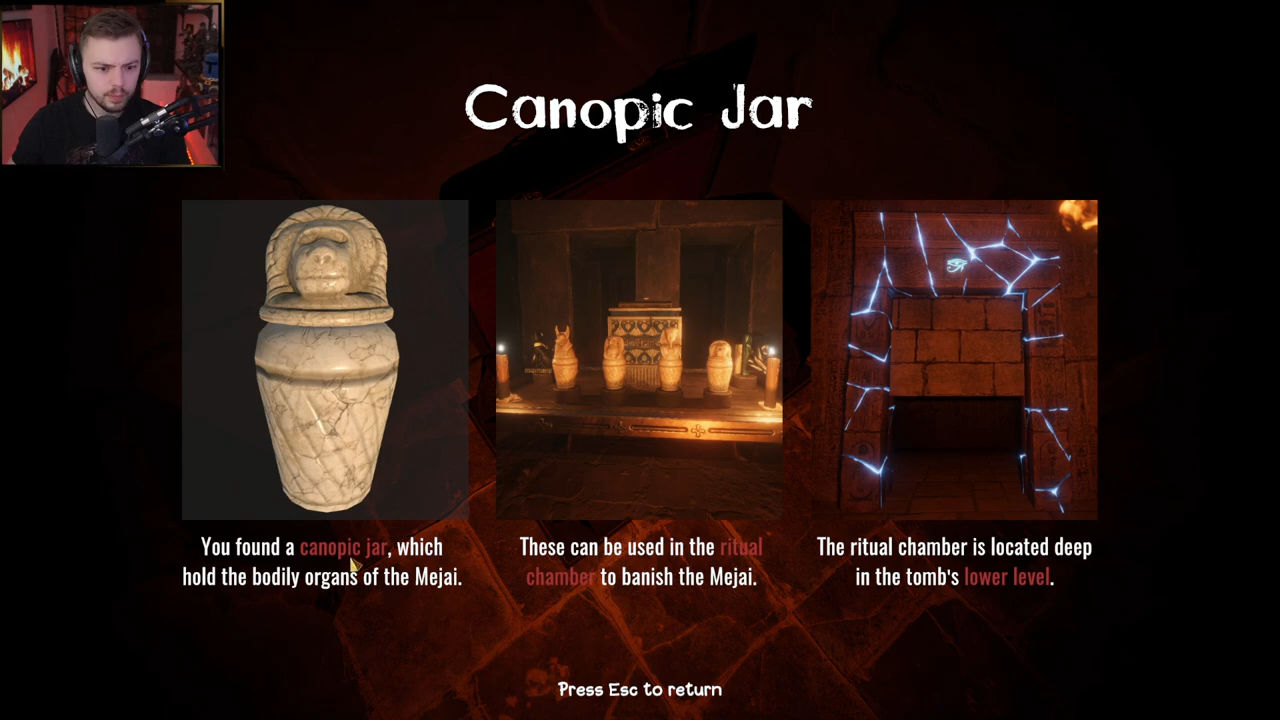 Canopic Jar
You found a canopic jar, which
hold the bodily organs of the Mejai.
These can be used in the ritual
chamber to banish the Mejai.
The ritual chamber is located deep
in the tomb's lower level.
Press Esc to return